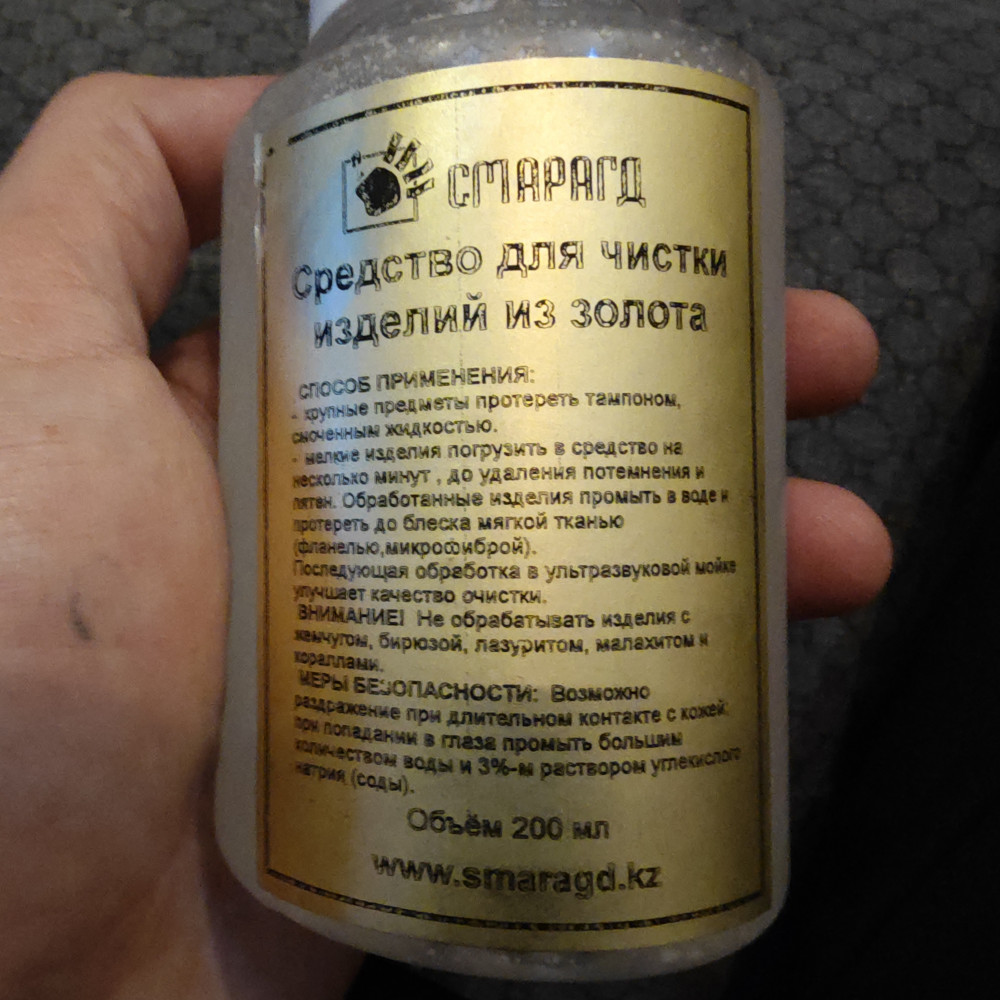 СМАРАГД
Средство для чистки
изделий из золота
СПОСОБ ПРИМЕНЕНИЯ:
- крупные предметы протереть тампоном,
смоченным жидкостью.
- мелкие изделия погрузить в средство на
несколько минут , до удаления потемнения и
пятен. Обработанные изделия промыть в воде и
протереть до блеска мягкой тканью
(фланелью,микрофиброй).
Последующая обработка в ультразвуковой мойке
улучшает качество очистки.
ВНИМАНИЕ! Не обрабатывать изделия с
жемчугом, бирюзой, лазуритом, малахитом и
кораллами.
МЕРЫ БЕЗОПАСНОСТИ: Возможно
раздражение при длительном контакте с кожей;
при попадании в глаза промыть большим
количеством воды и 3%-м раствором углекислого
натрия (соды).
Объём 200 мл
www.smaragd.kz